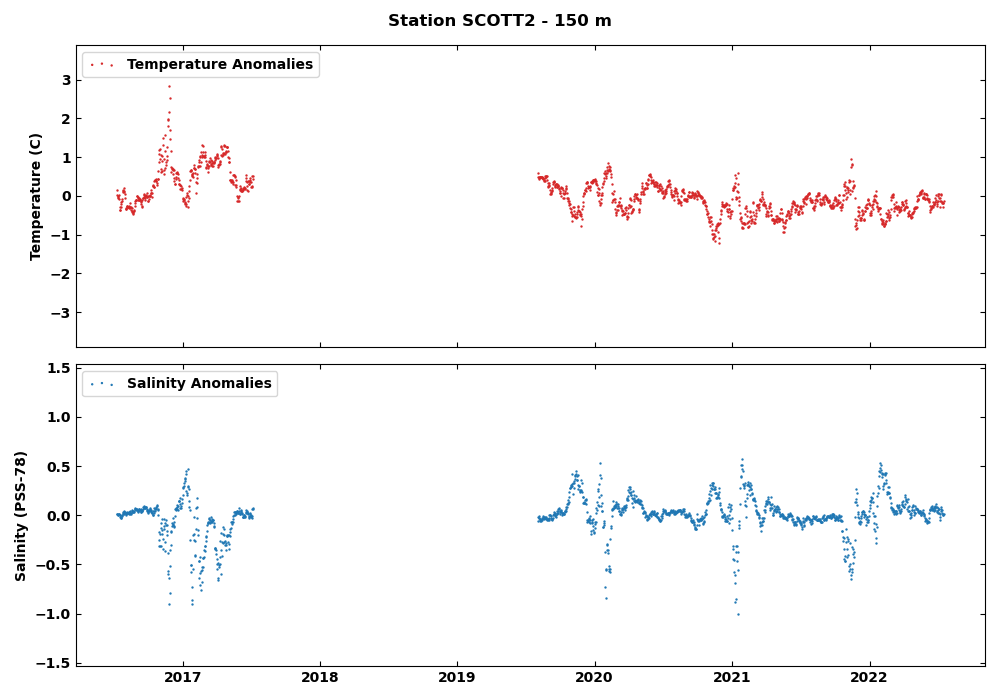 Station SCOTT2 - 150 m
Temperature Anomalies
Temperature (C)
3
2
1
0
−1
−2
−3
Salinity Anomalies
Salinity (PSS-78)
1.5
1.0
0.5
0.0
−0.5
−1.0
−1.5
2017 2018 2019 2020 2021 2022